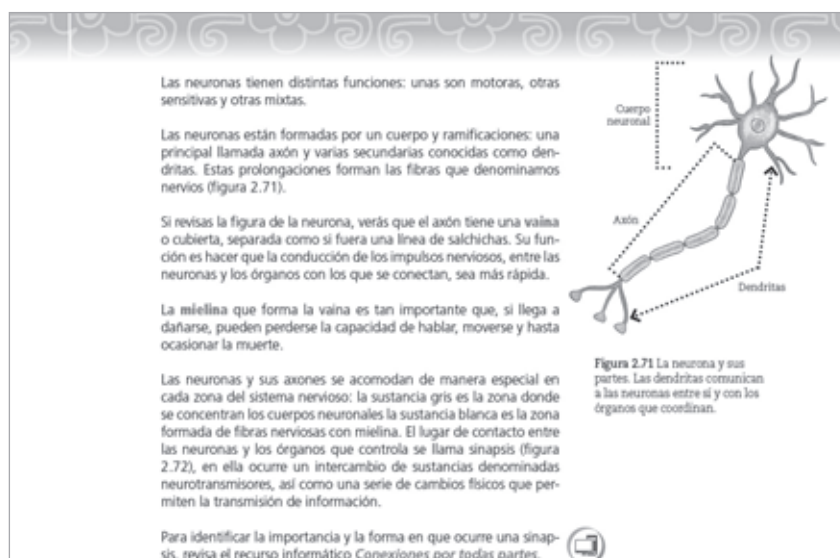 Las neuronas tienen distintas funciones: unas son motoras, otras
sensitivas y otras mixtas.
Las neuronas están formadas por un cuerpo y ramificaciones: una
principal llamada axón y varias secundarias conocidas como den-
dritas. Estas prolongaciones forman las fibras que denominamos
nervios (figura 2.71).
Si revisas la figura de la neurona, verás que el axón tiene una vaina
o cubierta, separada como si fuera una línea de salchichas. Su fun-
ción es hacer que la conducción de los impulsos nerviosos, entre las
neuronas y los órganos con los que se conectan, sea más rápida.
La mielina que forma la vaina es tan importante que, si llega a
dañarse, pueden perderse la capacidad de hablar, moverse y hasta
ocasionar la muerte.
Las neuronas y sus axones se acomodan de manera especial en
cada zona del sistema nervioso: la sustancia gris es la zona donde
se concentran los cuerpos neuronales la sustancia blanca es la zona
formada de fibras nerviosas con mielina. El lugar de contacto entre
las neuronas y los órganos que controla se llama sinapsis (figura
2.72), en ella ocurre un intercambio de sustancias denominadas
neurotransmisores, así como una serie de cambios físicos que per-
miten la transmisión de información.
Para identificar la importancia y la forma en que ocurre una sinap-
sis, revisa el recurso informático Conexiones por todas partes.
Cuerpo
neuronal
Axón
Dendritas
Figura 2.71 La neurona y sus
partes. Las dendritas comunican
a las neuronas entre sí y con los
órganos que coordinan.